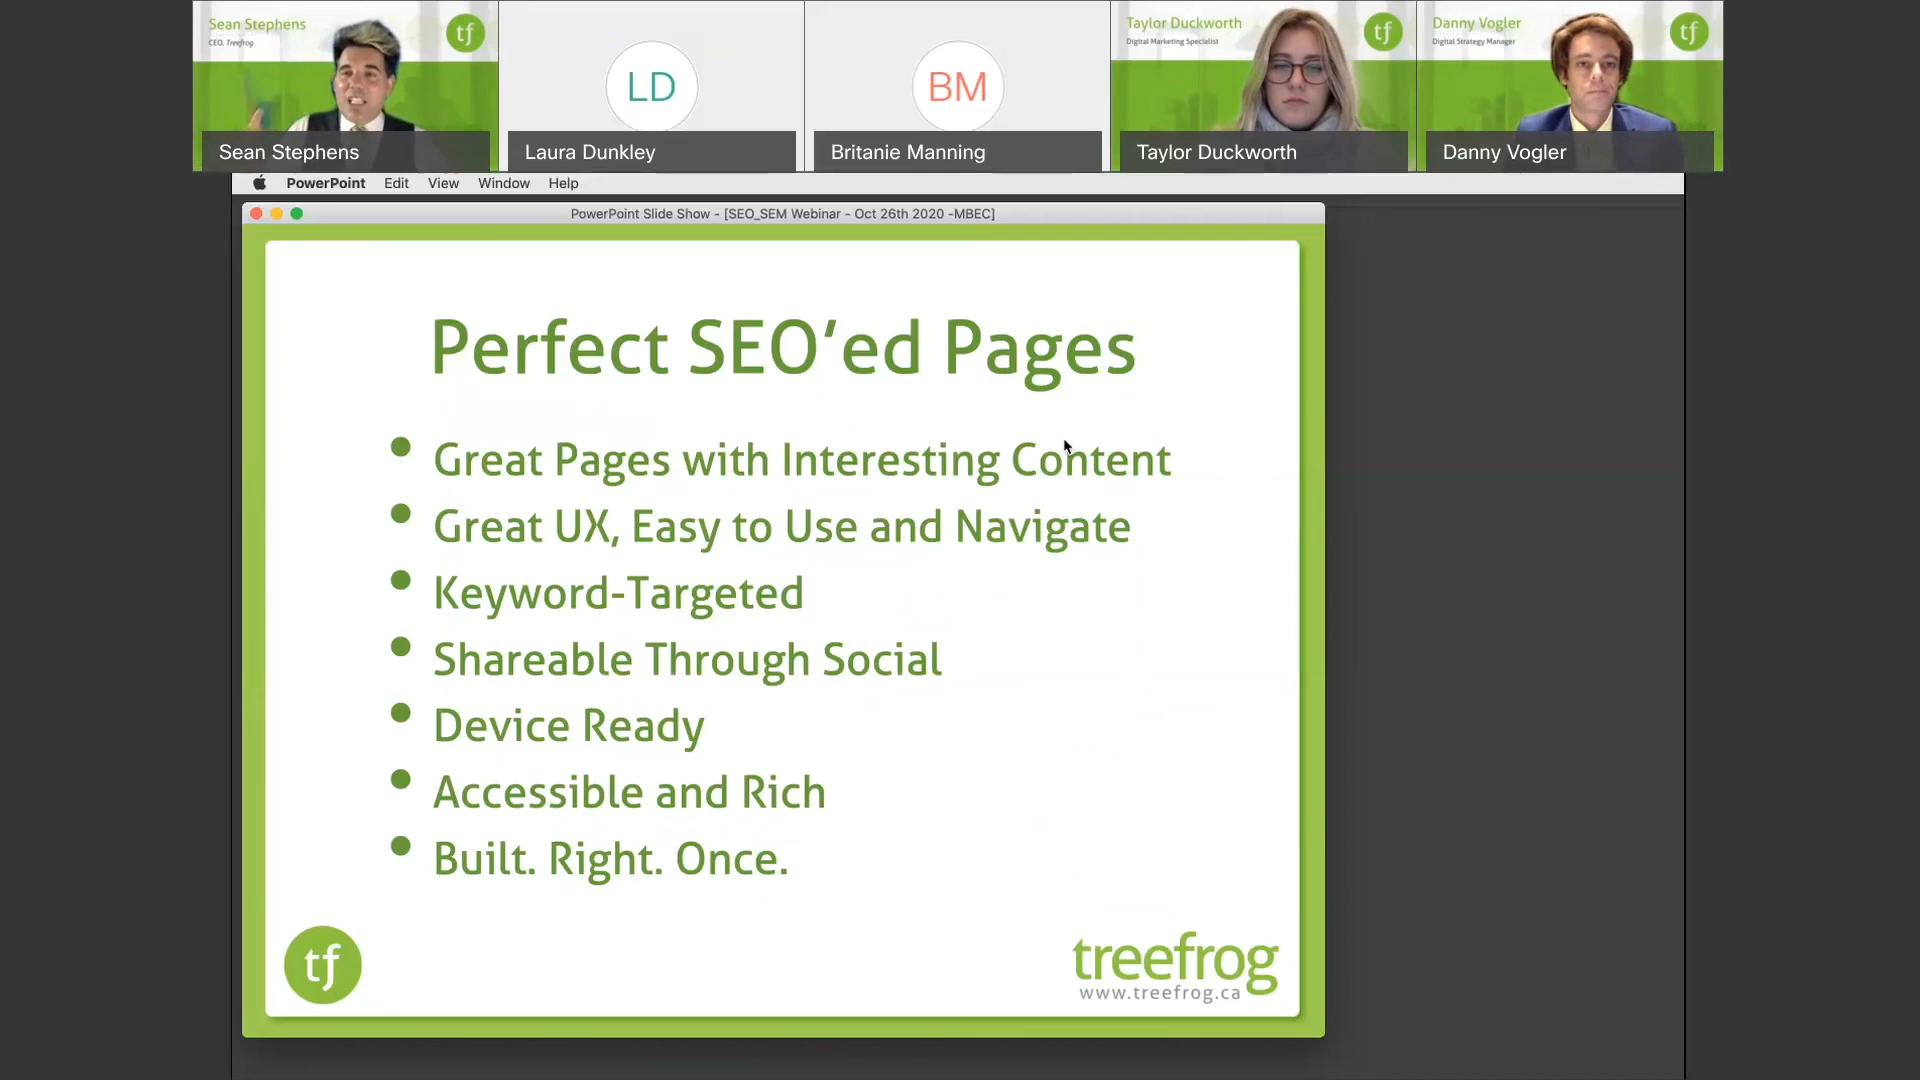 Sean Stephens
CEO, Treefrog
tf
Sean Stephens
LD
Laura Dunkley
BM
Britanie Manning
Taylor Duckworth
Digital Marketing Specialist
tf
Taylor Duckworth
Danny Vogler
Digital Strategy Manager
tf
Danny Vogler
PowerPoint Edit View Window Help
PowerPoint Slide Show - [SEO_SEM Webinar - Oct 26th 2020 -MBEC]
Perfect SEO’ed Pages
• Great Pages with Interesting Content
• Great UX, Easy to Use and Navigate
• Keyword-Targeted
• Shareable Through Social
• Device Ready
• Accessible and Rich
• Built. Right. Once.
tf
treefrog
www.treefrog.ca